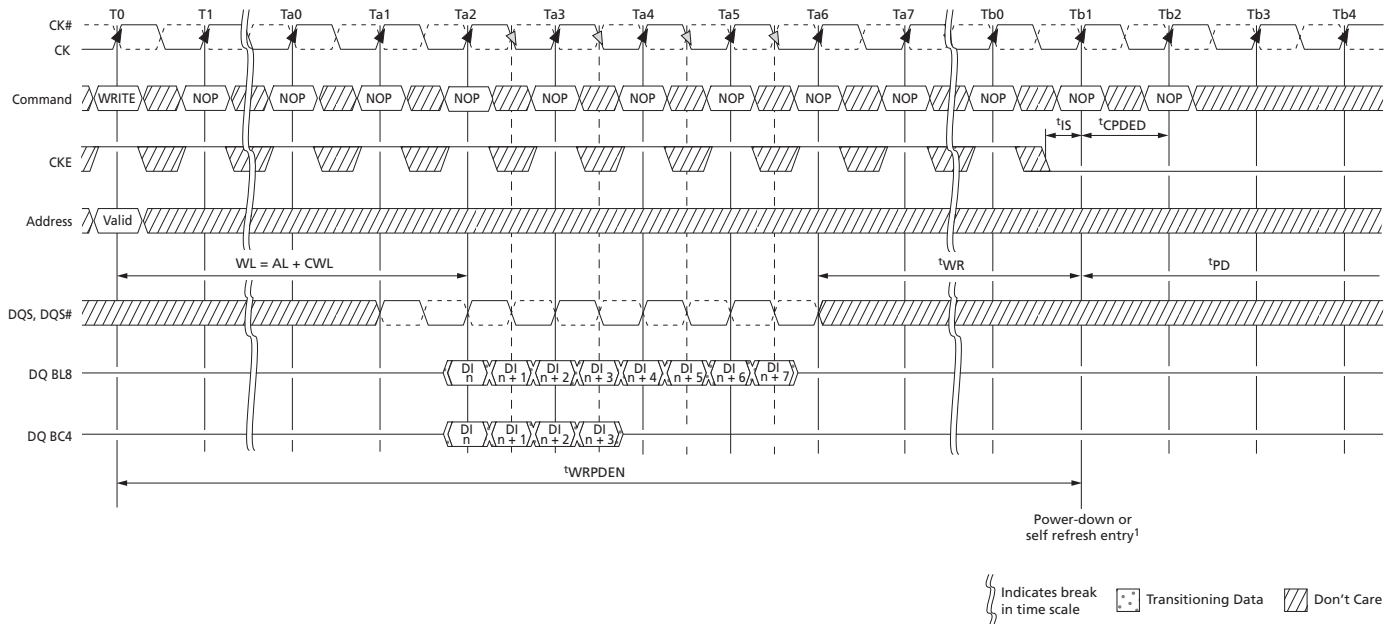 T0 T1 Ta0 Ta1 Ta2 Ta3 Ta4 Ta5 Ta6 Ta7 Tb0 Tb1 Tb2 Tb3 Tb4
CK#
CK
Command WRITE NOP NOP NOP NOP NOP NOP NOP NOP NOP NOP NOP NOP
tIS tCPDED
CKE
Address Valid
WL = AL + CWL tWR tPD
DQS, DQS#
DQ BL8 DI n DI n + 1 DI n + 2 DI n + 3 DI n + 4 DI n + 5 DI n + 6 DI n + 7
DQ BC4 DI n DI n + 1 DI n + 2 DI n + 3
tWRPDEN
Power-down or
self refresh entry1
Indicates break
in time scale
Transitioning Data
Don't Care